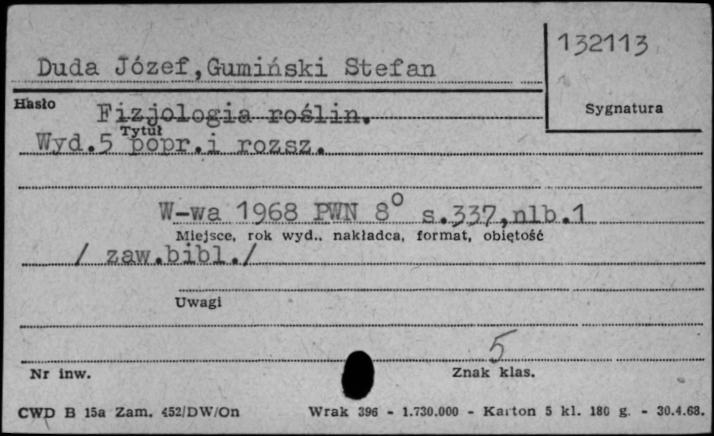 132113
Duda Józef,Gumiński Stefan
Hasło
Fizjologia roślin.
Sygnatura
Tytuł
Wyd.5 popr.i rozsz.
W-wa 1968 PWN 8° s.337,nlb.1
Miejsce, rok wyd., nakładca, format, obiętość
/ zaw.bibl./
Uwagi
5
Nr inw.
Znak klas.
CWD B 15a Zam. 452/DW/On Wrak 396 - 1.730.000 - Karton 5 kl. 180 g. - 30.4.68.